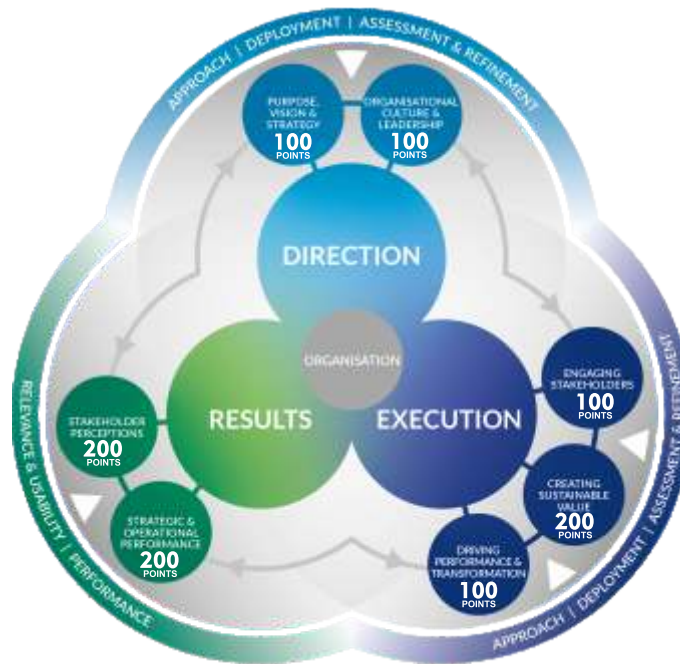 APPROACH | DEPLOYMENT | ASSESSMENT & REFINEMENT
PURPOSE,
VISION &
STRATEGY
100
POINTS
ORGANISATIONAL
CULTURE &
LEADERSHIP
100
POINTS
DIRECTION
ORGANISATION
RESULTS
EXECUTION
ENGAGING
STAKEHOLDERS
100
POINTS
CREATING
SUSTAINABLE
VALUE
200
POINTS
DRIVING
PERFORMANCE &
TRANSFORMATION
100
POINTS
STAKEHOLDER
PERCEPTIONS
200
POINTS
STRATEGIC &
OPERATIONAL
PERFORMANCE
200
POINTS
RELEVANCE & USABILITY | PERFORMANCE
APPROACH | DEPLOYMENT | ASSESSMENT & REFINEMENT